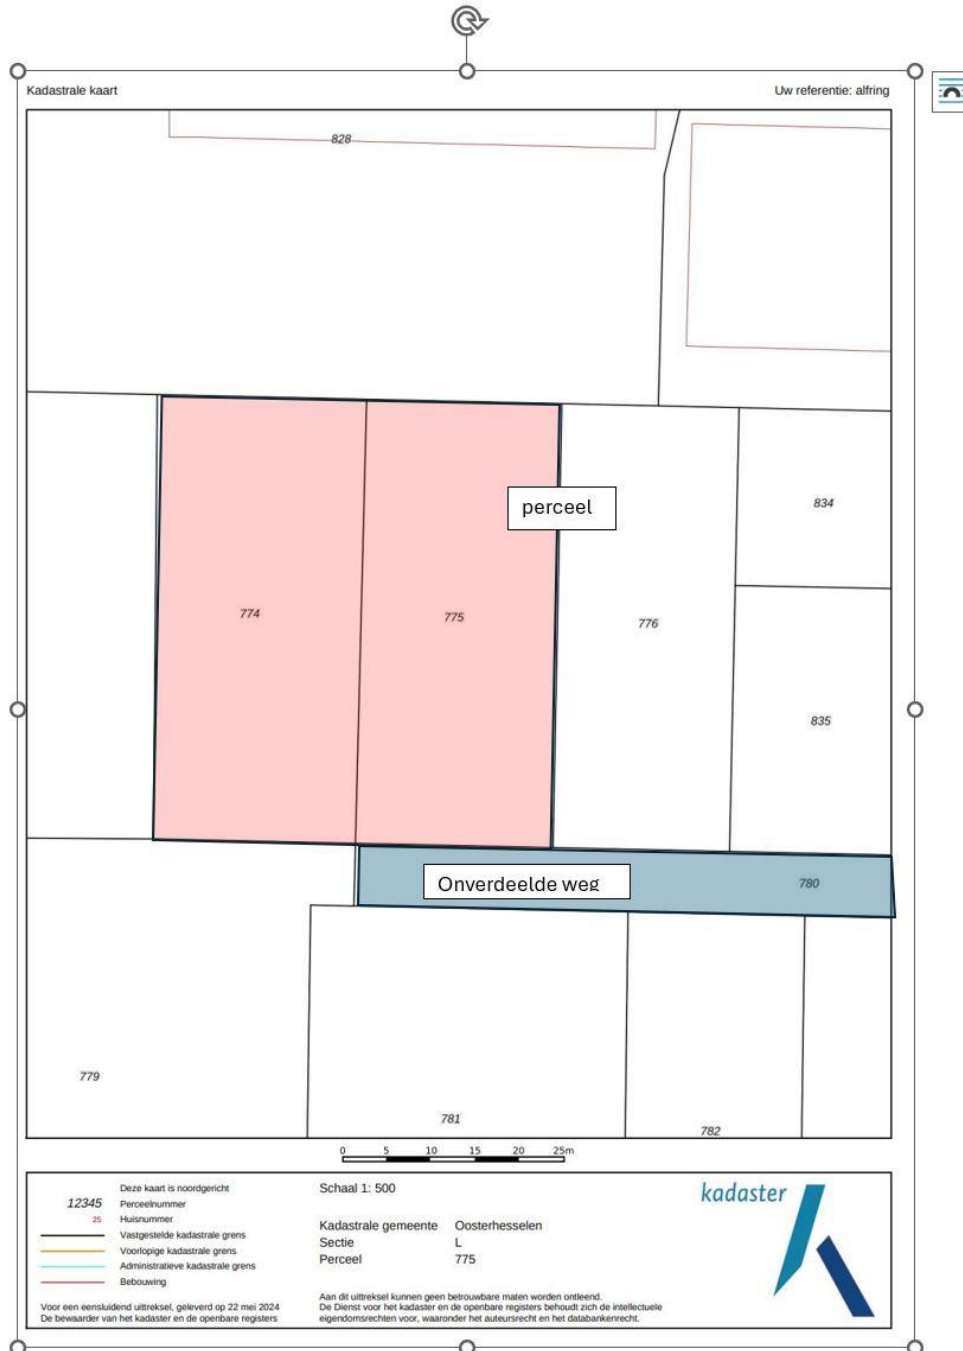 Kadastrale kaart
Uw referentie: alfring
828
perceel
834
774
775
776
835
Onverdeelde weg
780
779
781
782
0 5 10 15 20 25m
Deze kaart is noordgericht
12345 Perceelnummer
25 Huisnummer
Vastgestelde kadastrale grens
Voorlopige kadastrale grens
Administratieve kadastrale grens
Bebouwing
Voor een eensluidend uittreksel, geleverd op 22 mei 2024
De bewaarder van het kadaster en de openbare registers
Schaal 1: 500
Kadastrale gemeente Oosterhesselen
Sectie L
Perceel 775
Aan dit uittreksel kunnen geen betrouwbare maten worden ontleend.
De Dienst voor het kadaster en de openbare registers behoudt zich de intellectuele
eigendomsrechten voor, waaronder het auteursrecht en het databankenrecht.
kadaster